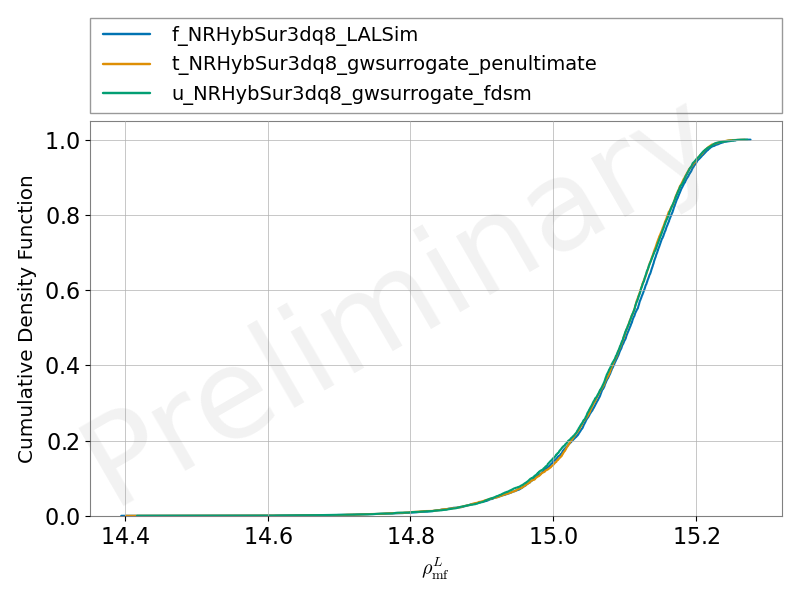 f_NRHybSur3dq8_LALSim
t_NRHybSur3dq8_gwsurrogate_penultimate
u_NRHybSur3dq8_gwsurrogate_fdsm
Preliminary
Cumulative Density Function
1.0
0.8
0.6
0.4
0.2
0.0
14.4 14.6 14.8 15.0 15.2
ρ_mf^L